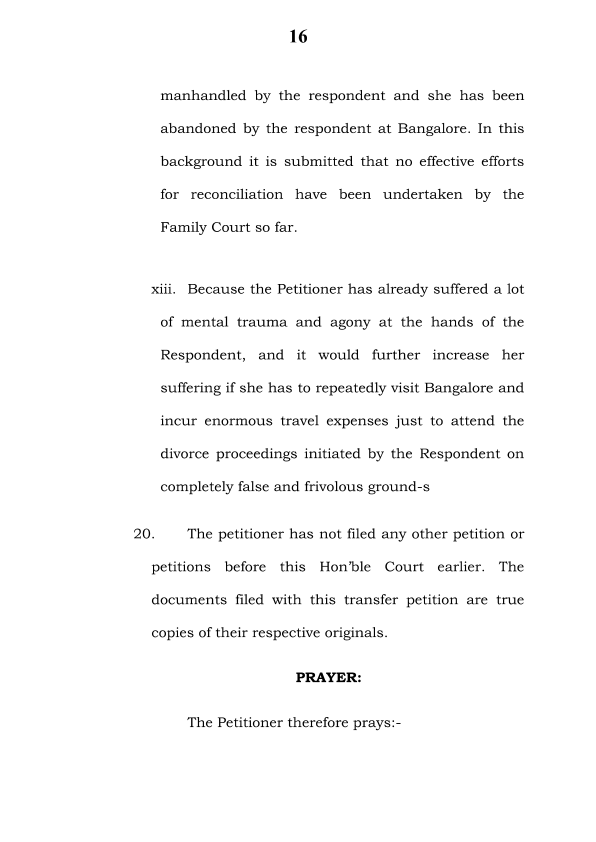 16
manhandled by the respondent and she has been
abandoned by the respondent at Bangalore. In this
background it is submitted that no effective efforts
for reconciliation have been undertaken by the
Family Court so far.
xiii. Because the Petitioner has already suffered a lot
of mental trauma and agony at the hands of the
Respondent, and it would further increase her
suffering if she has to repeatedly visit Bangalore and
incur enormous travel expenses just to attend the
divorce proceedings initiated by the Respondent on
completely false and frivolous ground-s
20. The petitioner has not filed any other petition or
petitions before this Hon’ble Court earlier. The
documents filed with this transfer petition are true
copies of their respective originals.
PRAYER:
The Petitioner therefore prays:-